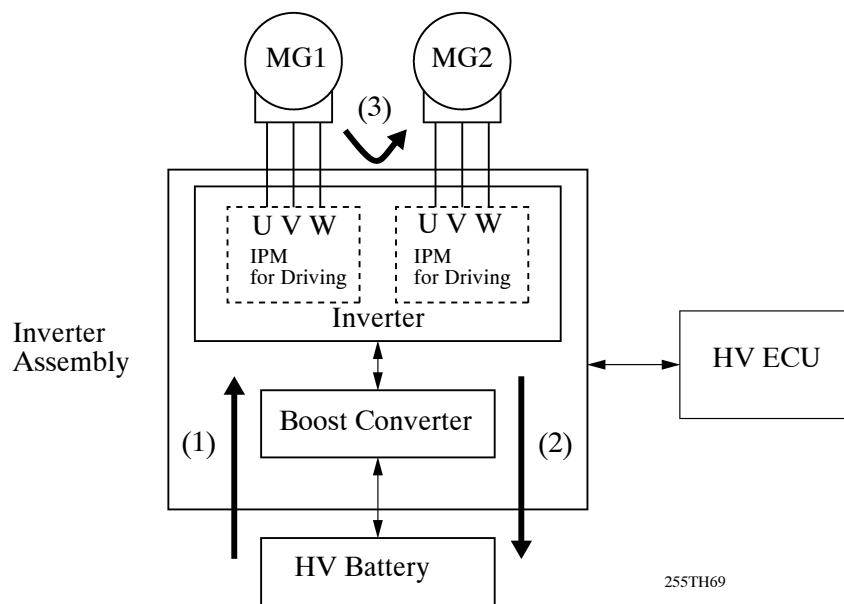 MG1
MG2
(3)
U V W
IPM
for Driving
U V W
IPM
for Driving
Inverter
Inverter
Assembly
HV ECU
Boost Converter
(1)
(2)
HV Battery
255TH69